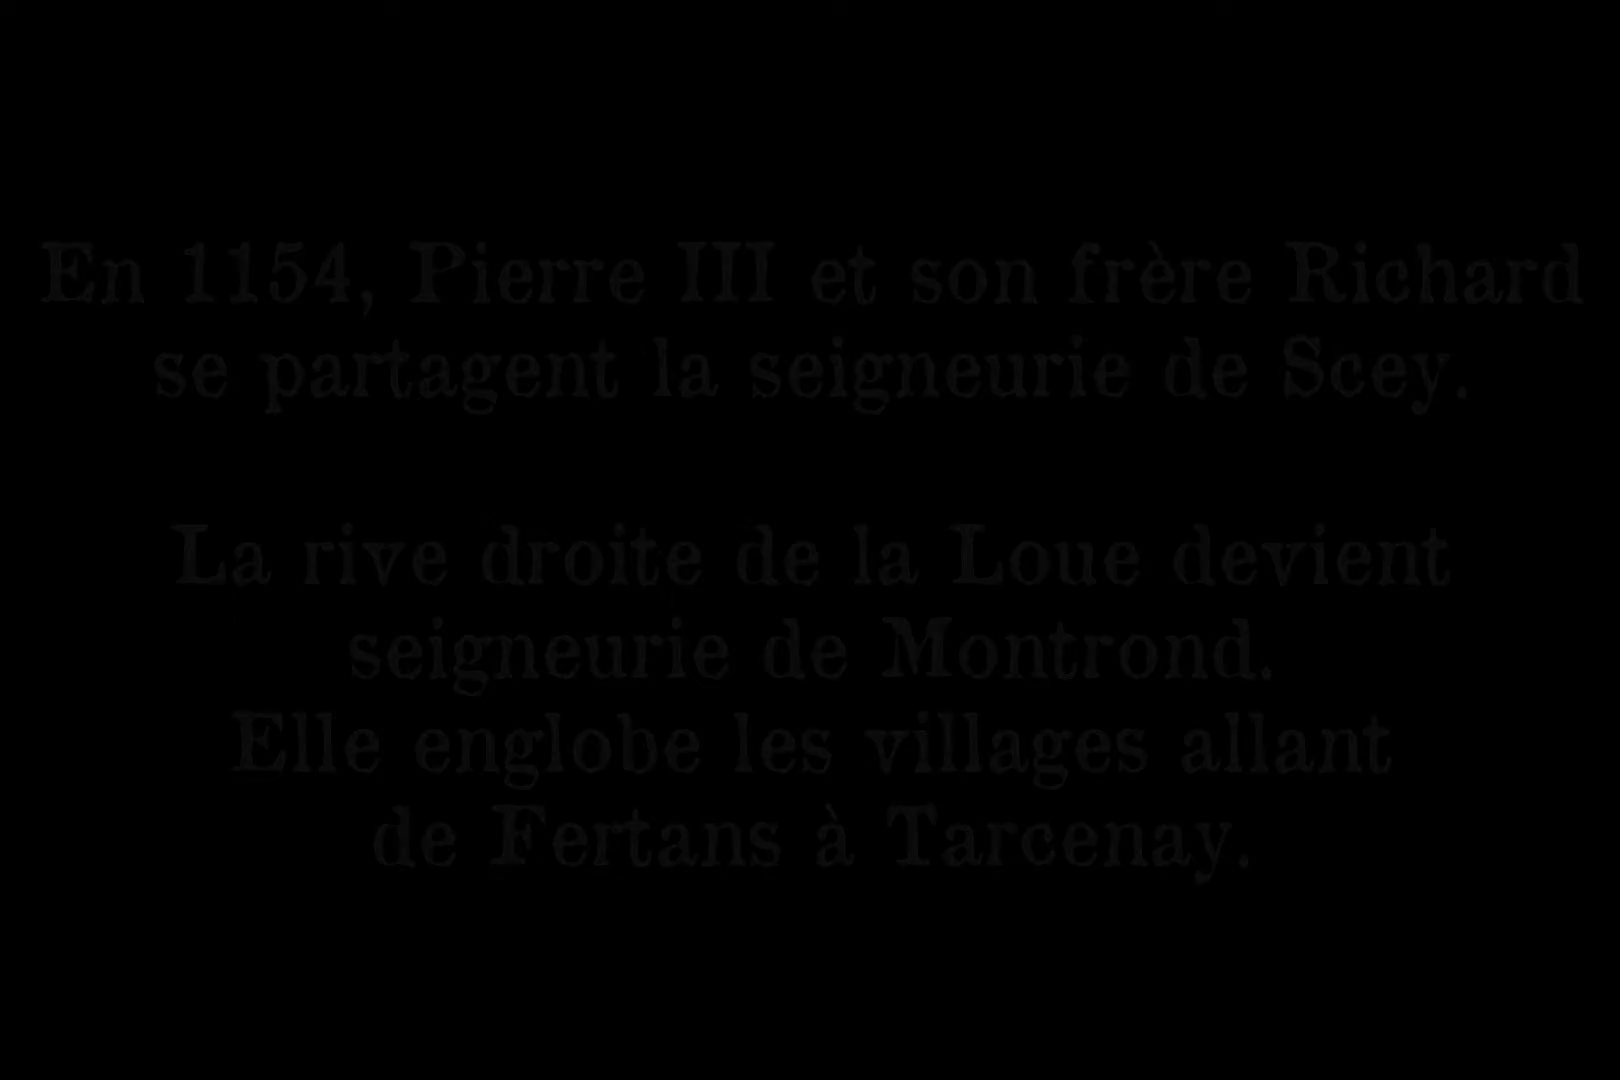 En 1154, Pierre III et son frère Richard
se partagent la seigneurie de Scey.
La rive droite de la Loue devient
seigneurie de Montrond.
Elle englobe les villages allant
de Fertans à Tarcenay.